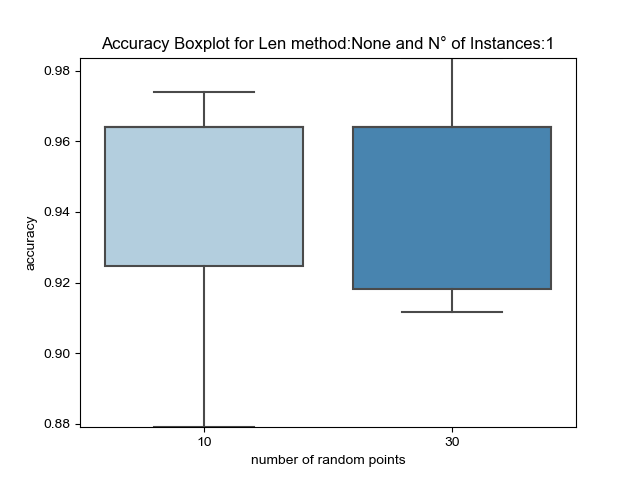 Accuracy Boxplot for Len method:None and N° of Instances:1
0.98
0.96
0.94
0.92
0.90
0.88
accuracy
10
30
number of random points